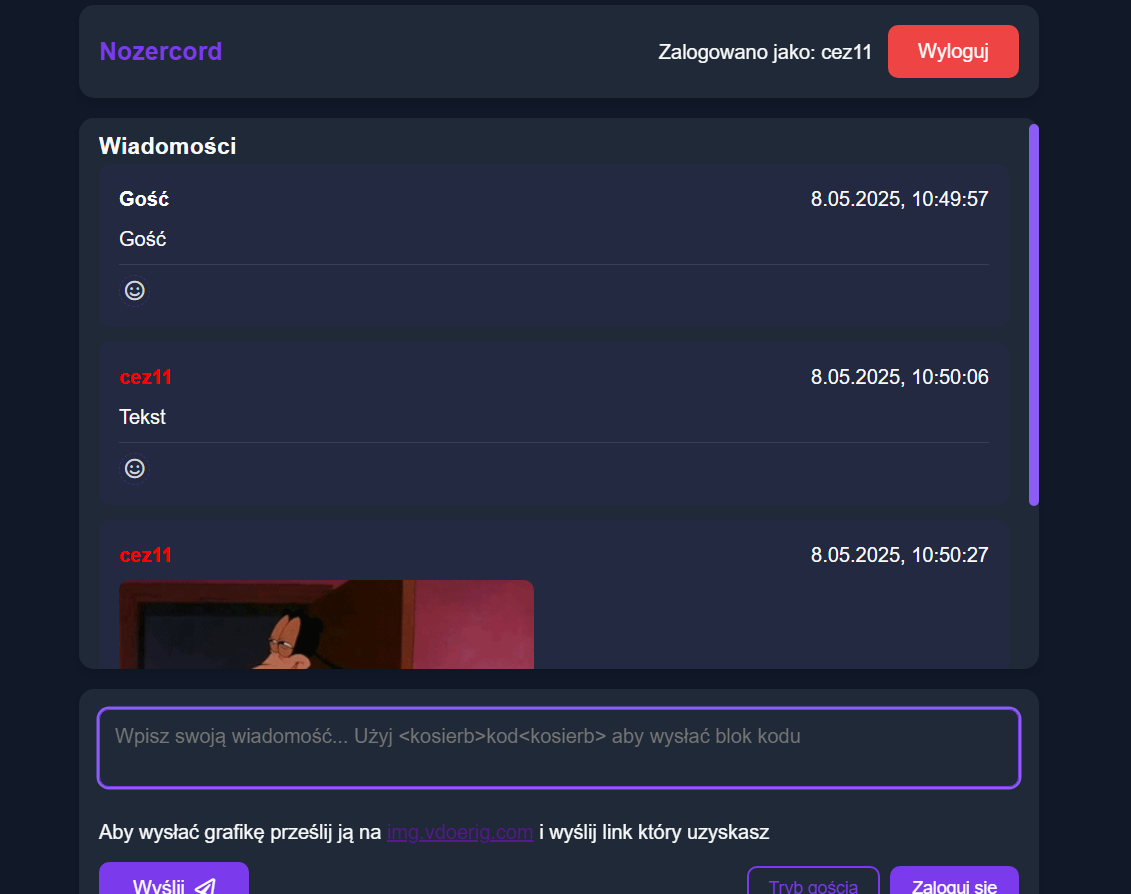 Nozercord
Zalogowano jako: cez11
Wyloguj
Wiadomości
Gość
8.05.2025, 10:49:57
Gość
cez11
8.05.2025, 10:50:06
Tekst
cez11
8.05.2025, 10:50:27
Wpisz swoją wiadomość... Użyj <kosierb>kod<kosierb> aby wysłać blok kodu
Aby wysłać grafikę prześlij ją na img.vdoerig.com i wyślij link który uzyskasz
Wyślij
Tryb gościa
Zaloguj się